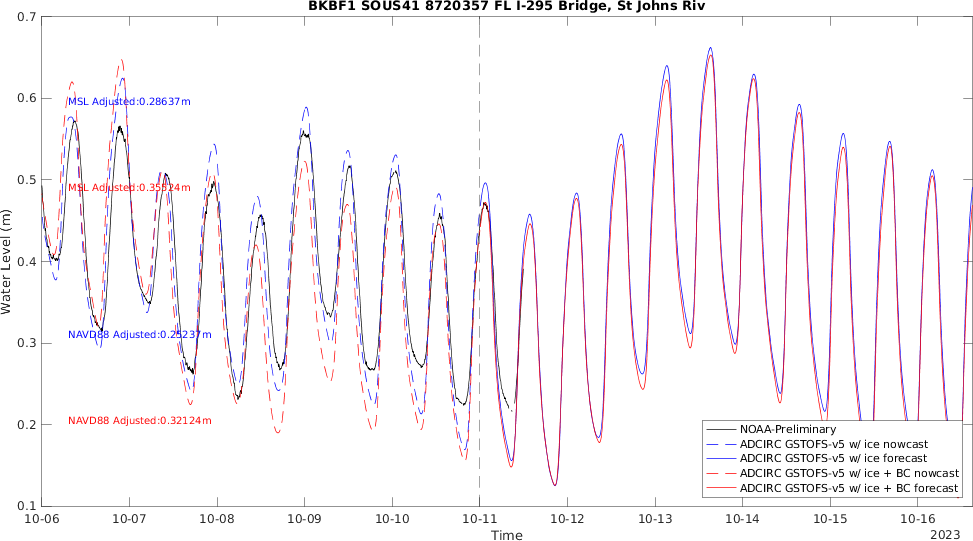 BKBF1 SOUS41 8720357 FL I-295 Bridge, St Johns Riv
Water Level (m)
0.7
0.6
0.5
0.4
0.3
0.2
0.1
MSL Adjusted:0.28637m
MSL Adjusted:0.35524m
NAVD88 Adjusted:0.25237m
NAVD88 Adjusted:0.32124m
NOAA-Preliminary
ADCIRC GSTOFS-v5 w/ ice nowcast
ADCIRC GSTOFS-v5 w/ ice forecast
ADCIRC GSTOFS-v5 w/ ice + BC nowcast
ADCIRC GSTOFS-v5 w/ ice + BC forecast
10-06 10-07 10-08 10-09 10-10 10-11 10-12 10-13 10-14 10-15 10-16
Time
2023